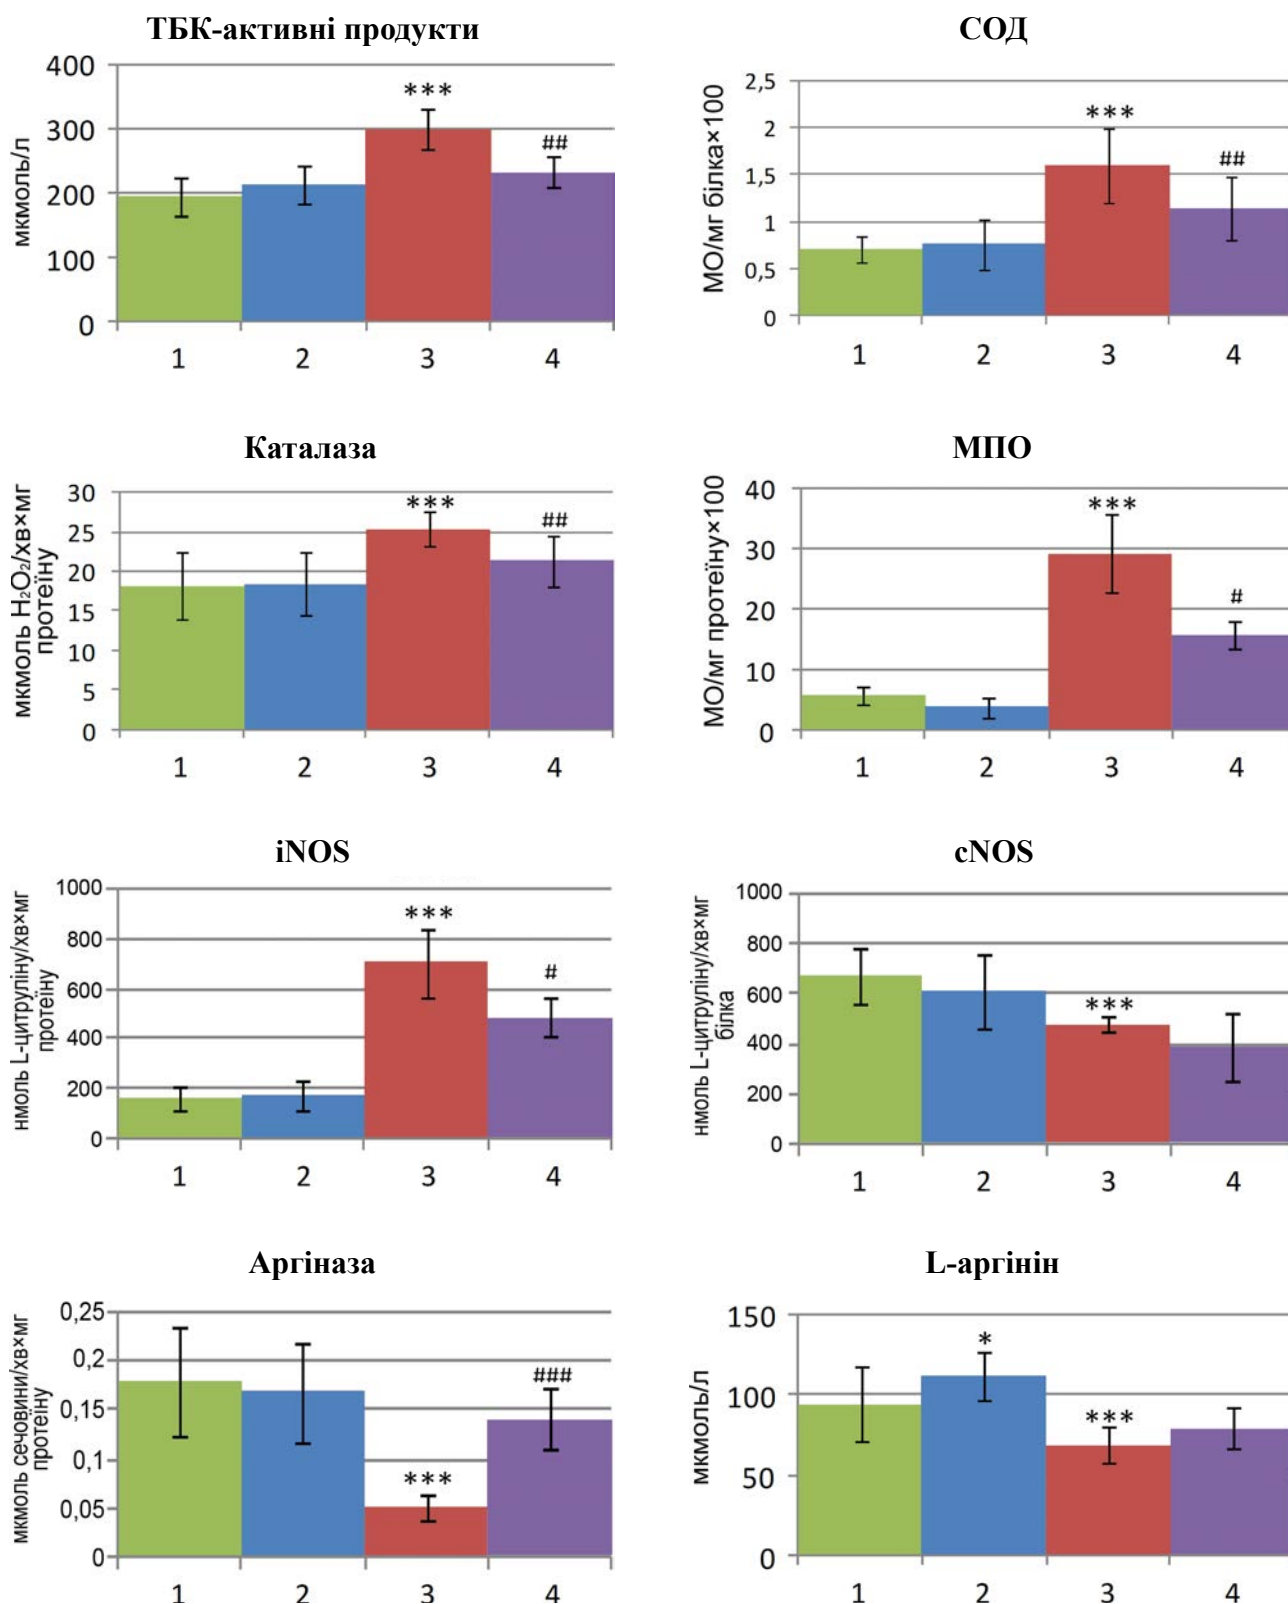 ТБК-активні продукти
мкмоль/л
400
300
200
100
0
***
##
1 2 3 4
СОД
МО/мг білка×100
2,5
2
1,5
1
0,5
0
***
##
1 2 3 4
Каталаза
мкмоль H₂O₂/хв×мг
протеїну
30
25
20
15
10
5
0
***
##
1 2 3 4
МПО
МО/мг протеїну×100
40
30
20
10
0
***
#
1 2 3 4
iNOS
нмоль L-цитруліну/хв×мг
протеїну
1000
800
600
400
200
0
***
#
1 2 3 4
cNOS
нмоль L-цитруліну/хв×мг
білка
1000
800
600
400
200
0
***
1 2 3 4
Аргіназа
мкмоль сечовини/хв×мг
протеїну
0,25
0,2
0,15
0,1
0,05
0
***
###
1 2 3 4
L-аргінін
мкмоль/л
150
100
50
0
*
***
1 2 3 4